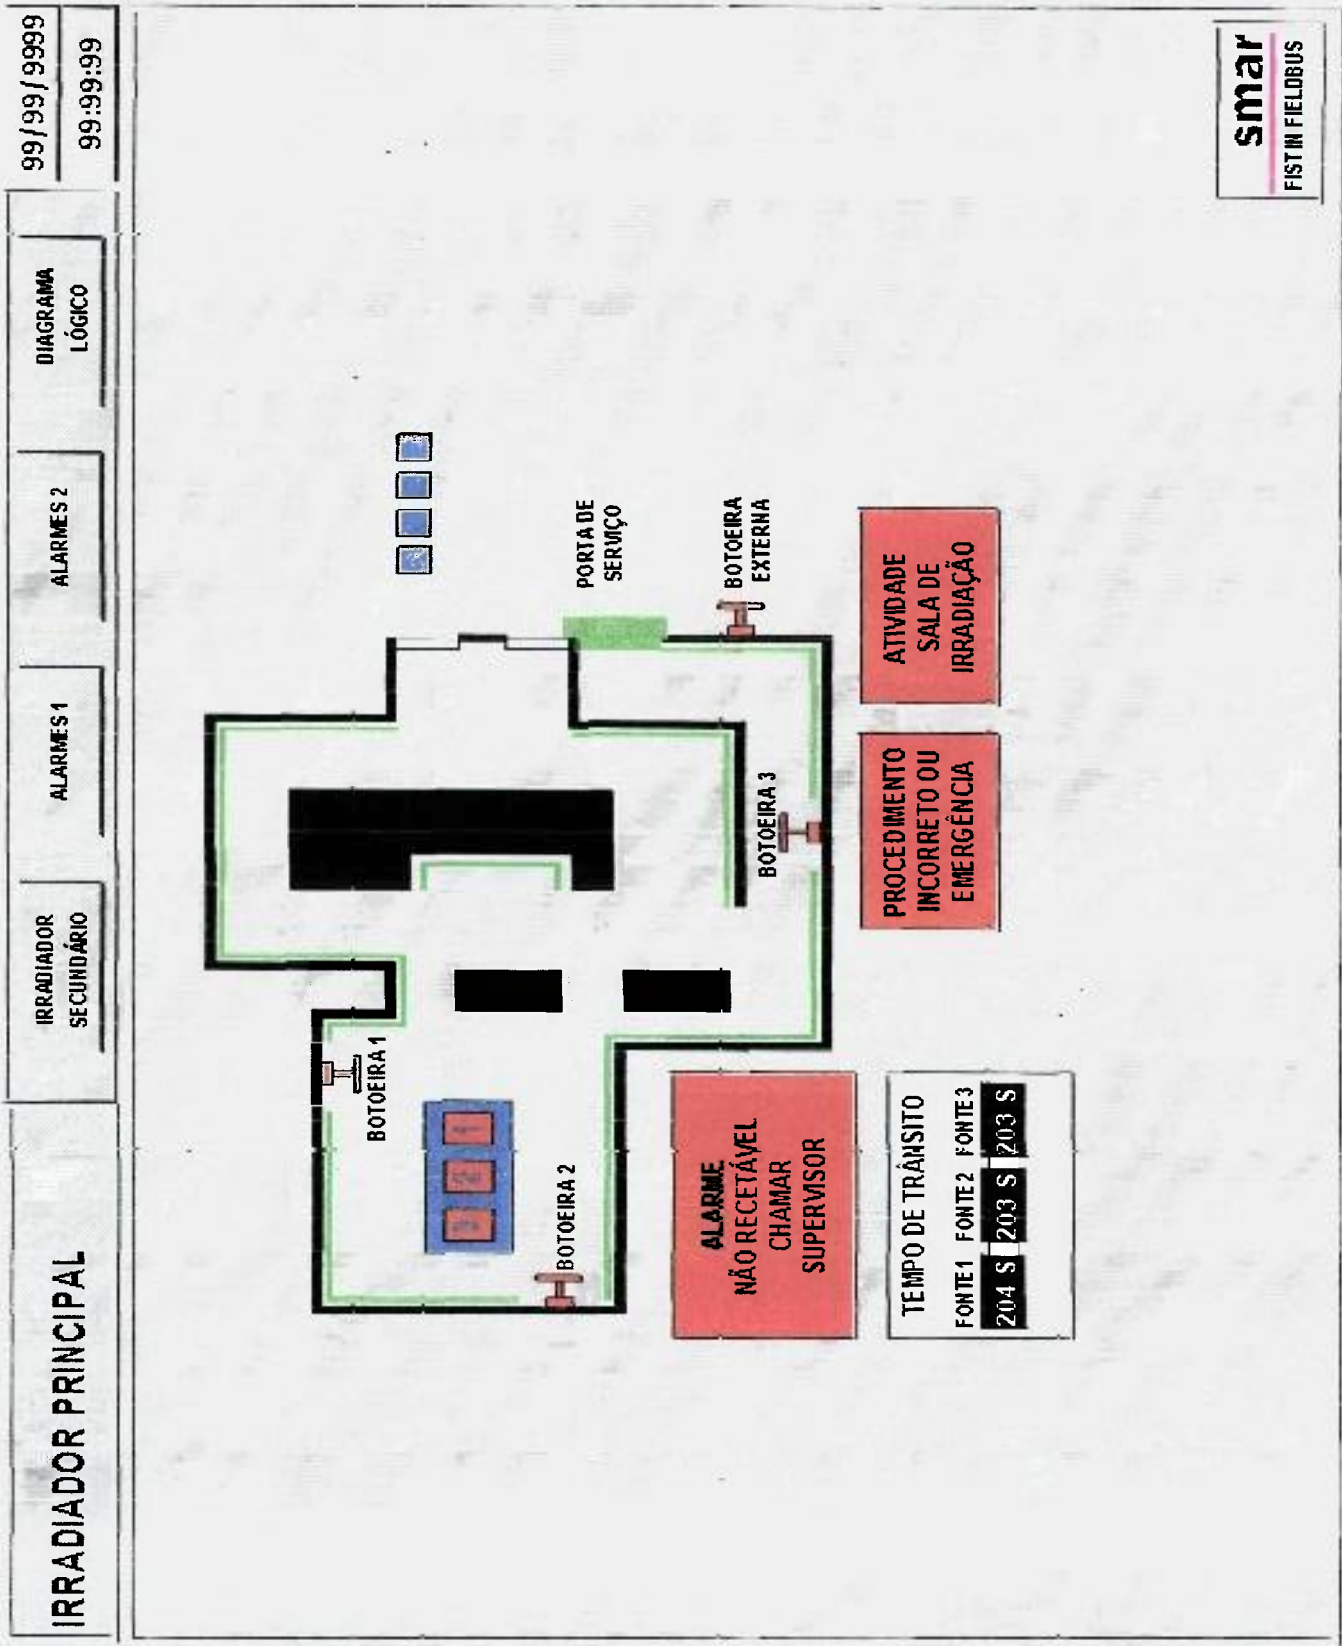 IRRADIADOR PRINCIPAL
IRRADIADOR
SECUNDÁRIO
ALARMES 1
ALARMES 2
DIAGRAMA
LÓGICO
99/99/9999
99:99:99
BOTOEIRA 1
BOTOEIRA 2
BOTOEIRA 3
PORTA DE
SERVIÇO
BOTOEIRA
EXTERNA
ALARME
NÃO RECETÁVEL
CHAMAR
SUPERVISOR
PROCEDIMENTO
INCORRETO OU
EMERGÊNCIA
ATIVIDADE
SALA DE
IRRADIAÇÃO
TEMPO DE TRÂNSITO
FONTE 1 FONTE 2 FONTE 3
204 S 203 S 203 S
smar
FIST IN FIELDBUS